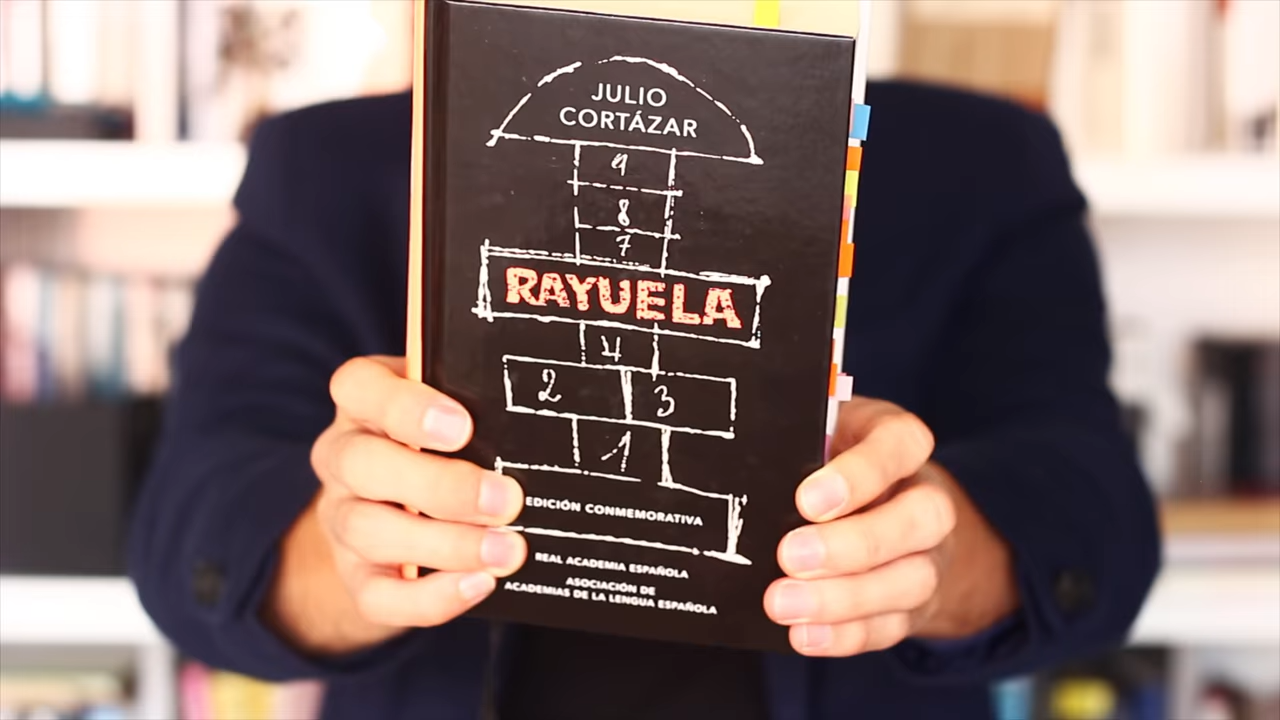 JULIO
CORTÁZAR
9
8
7
RAYUELA
4
2 3
1
EDICIÓN CONMEMORATIVA
REAL ACADEMIA ESPAÑOLA
ASOCIACIÓN DE
ACADEMIAS DE LA LENGUA ESPAÑOLA